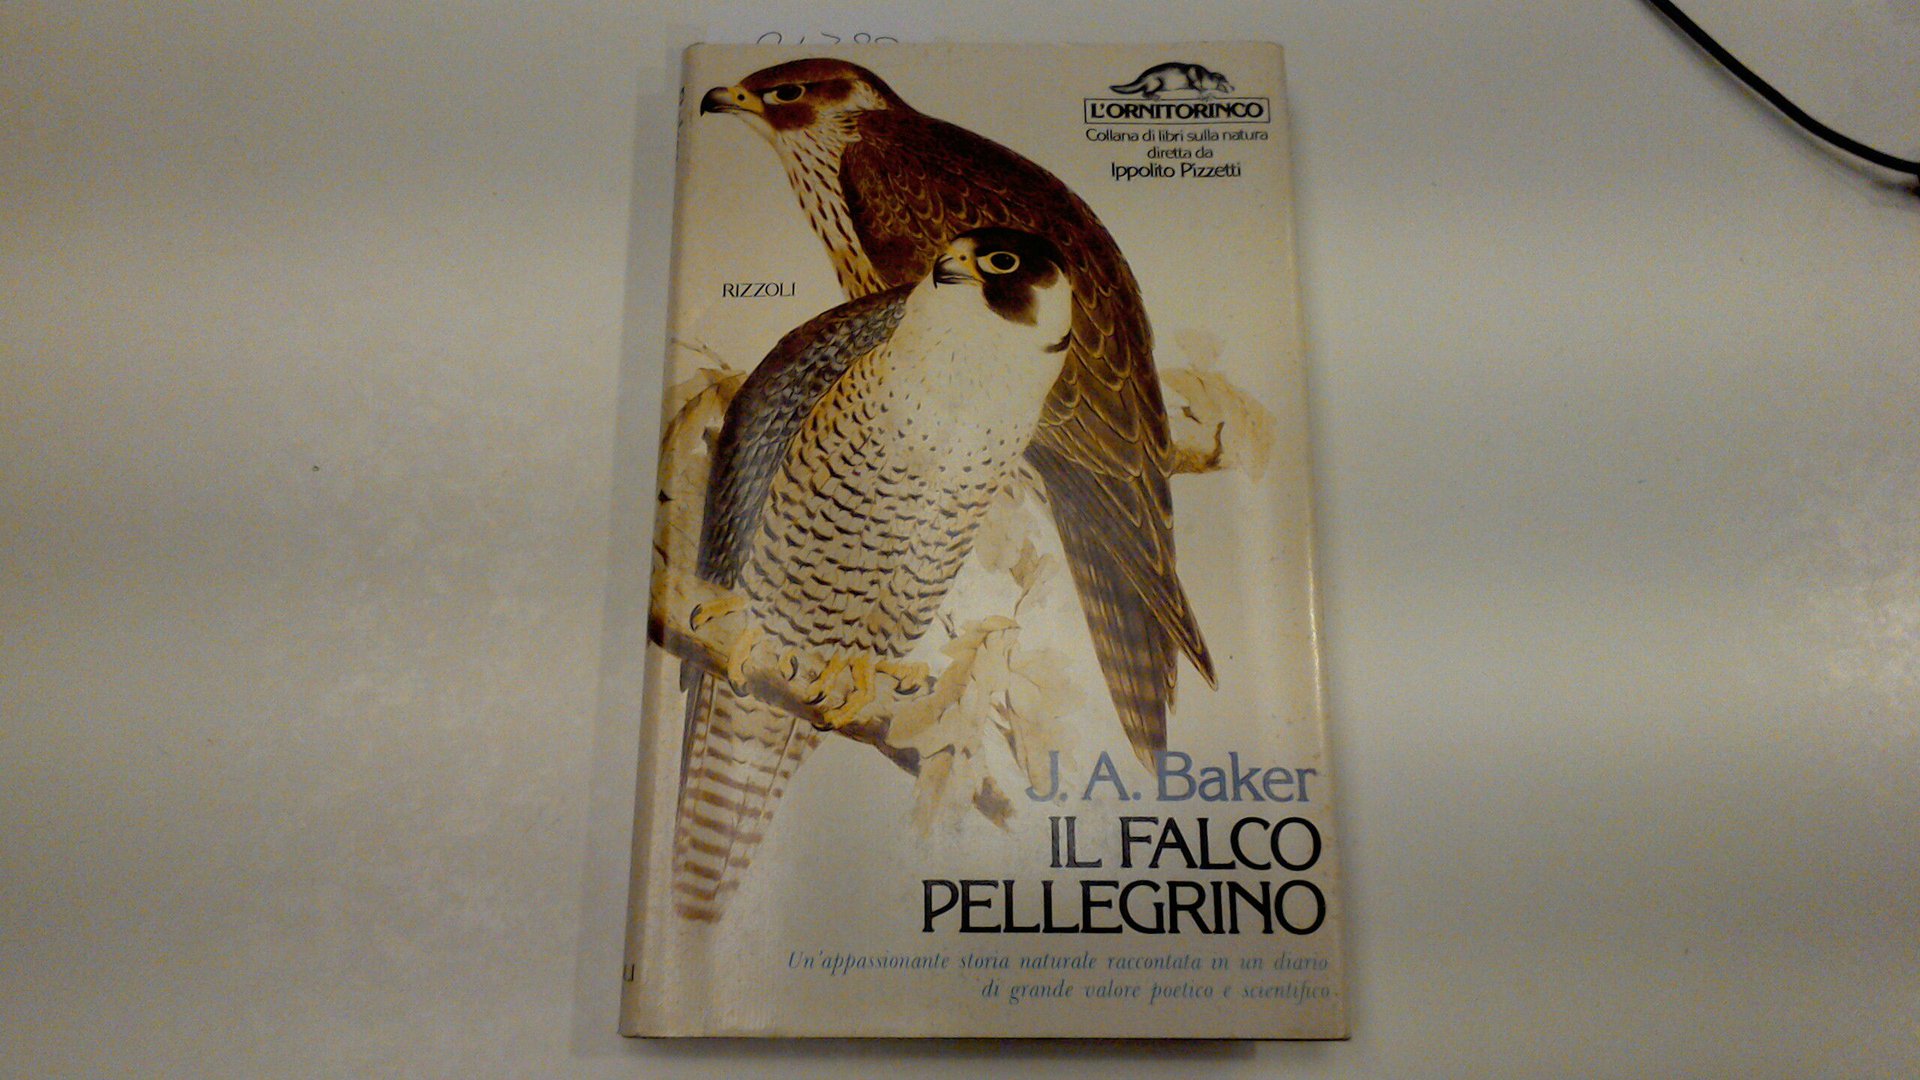 L'ORNITORINCO
Collana di libri sulla natura
diretta da
Ippolito Pizzetti
RIZZOLI
J. A. Baker
IL FALCO
PELLEGRINO
Un'appassionante storia naturale raccontata in un diario
di grande valore poetico e scientifico